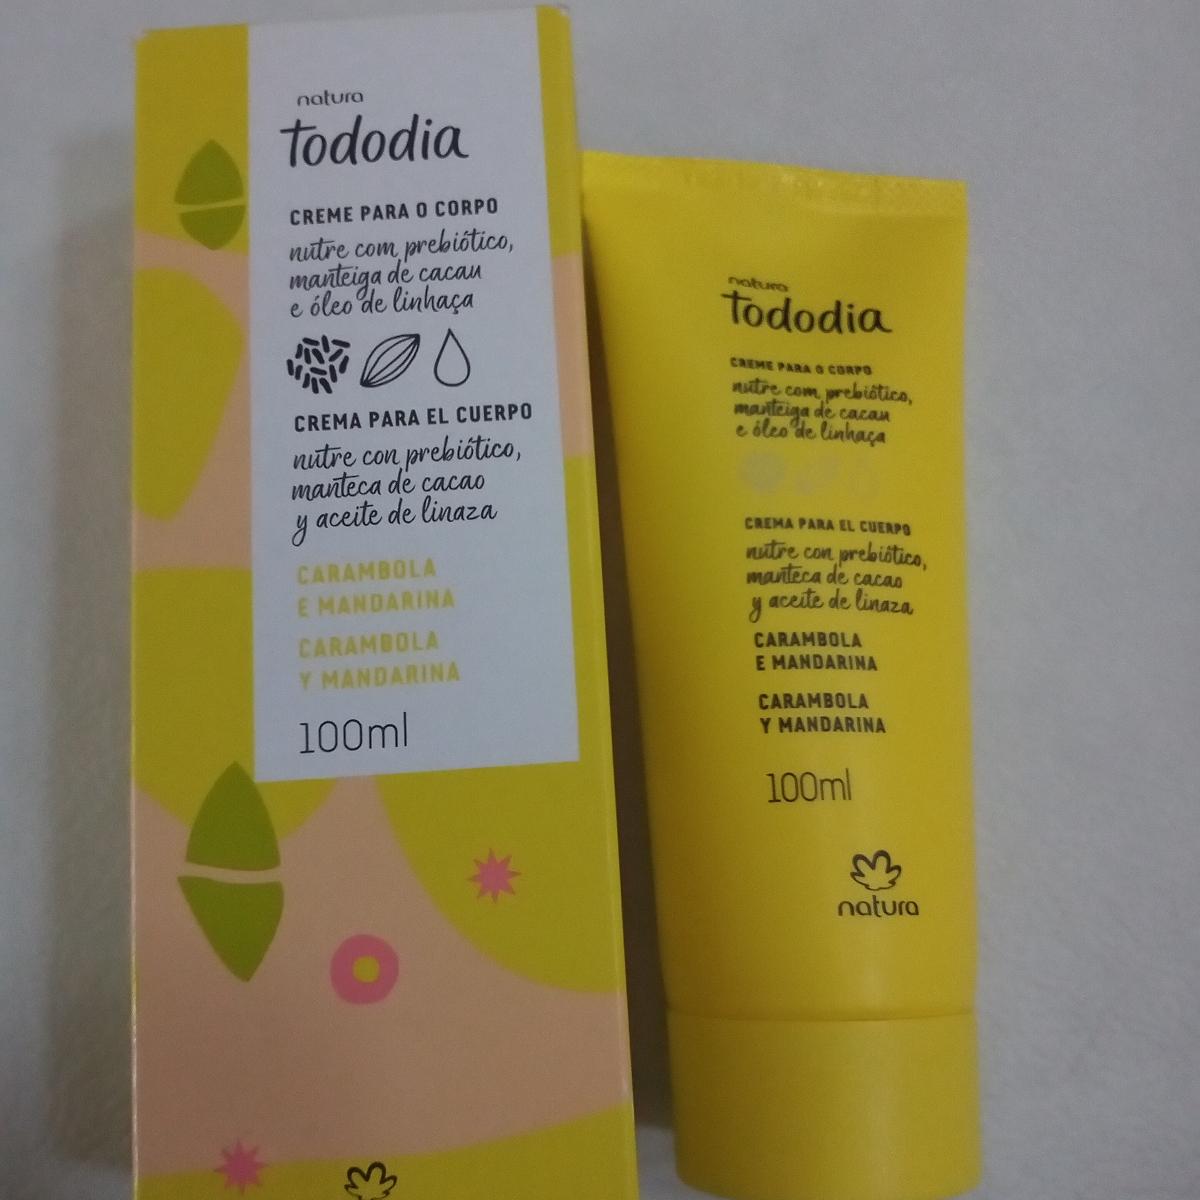 natura
tododia
CREME PARA O CORPO
nutre com prebiótico,
manteiga de cacau
e óleo de linhaça
CREMA PARA EL CUERPO
nutre con prebiótico,
manteca de cacao
y aceite de linaza
CARAMBOLA
E MANDARINA
CARAMBOLA
Y MANDARINA
100ml
natura
tododia
CREME PARA O CORPO
nutre com prebiótico,
manteiga de cacau
e óleo de linhaça
CREMA PARA EL CUERPO
nutre con prebiótico,
manteca de cacao
y aceite de linaza
CARAMBOLA
E MANDARINA
CARAMBOLA
Y MANDARINA
100ml
natura